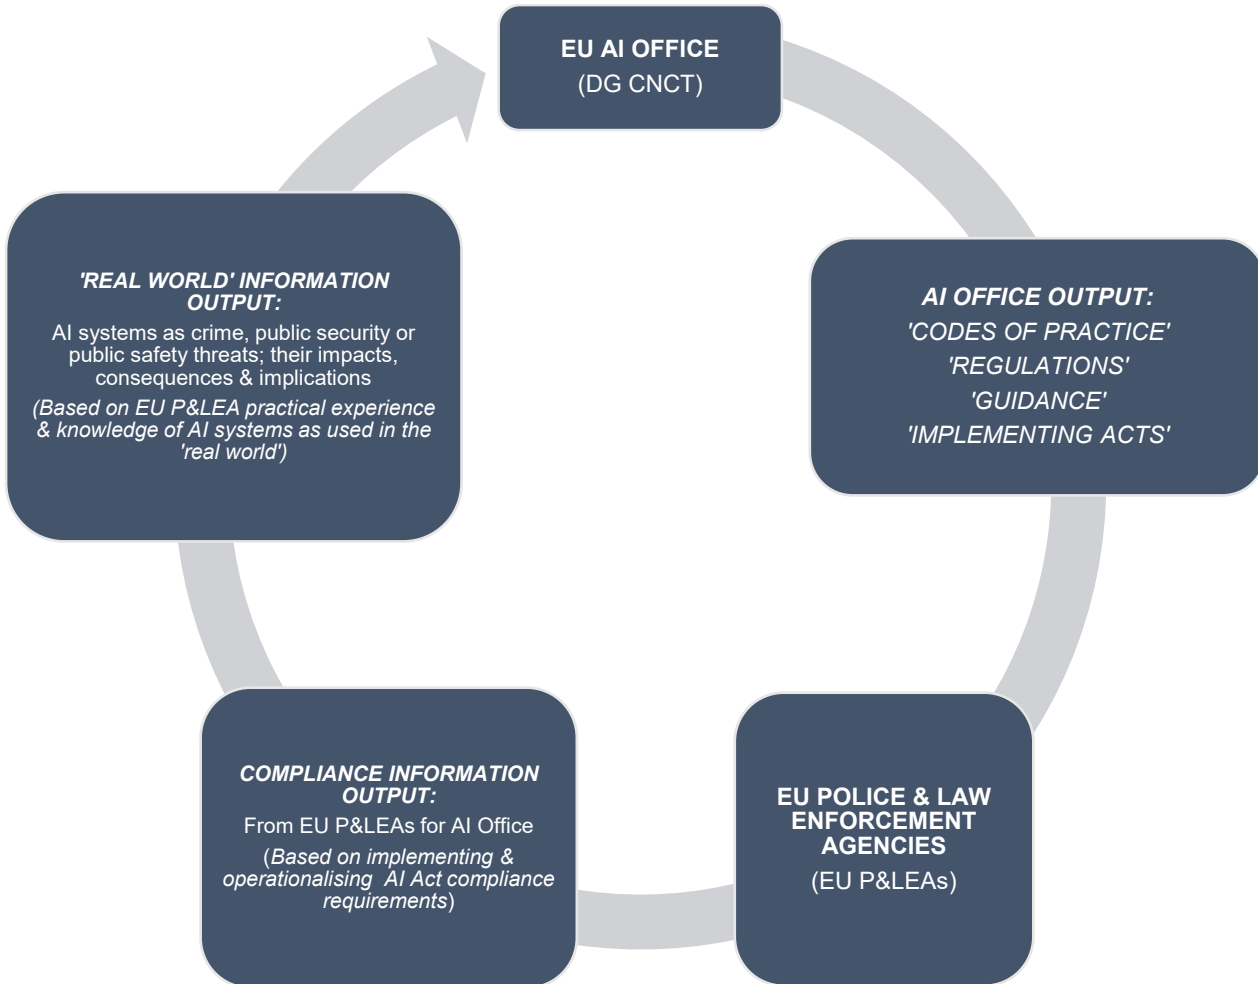 EU AI OFFICE
(DG CNCT)
AI OFFICE OUTPUT:
'CODES OF PRACTICE'
'REGULATIONS'
'GUIDANCE'
'IMPLEMENTING ACTS'
EU POLICE & LAW
ENFORCEMENT
AGENCIES
(EU P&LEAs)
COMPLIANCE INFORMATION
OUTPUT:
From EU P&LEAs for AI Office
(Based on implementing &
operationalising AI Act compliance
requirements)
'REAL WORLD' INFORMATION
OUTPUT:
AI systems as crime, public security or
public safety threats; their impacts,
consequences & implications
(Based on EU P&LEA practical experience
& knowledge of AI systems as used in the
'real world')